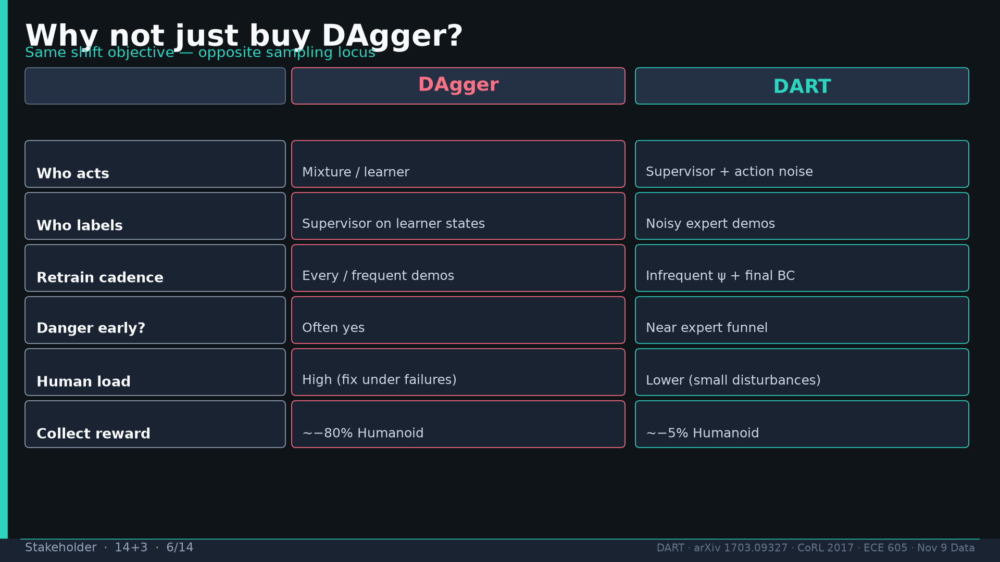 Why not just buy DAgger?
Same shift objective — opposite sampling locus
DAgger
DART
Who acts
Mixture / learner
Supervisor + action noise
Who labels
Supervisor on learner states
Noisy expert demos
Retrain cadence
Every / frequent demos
Infrequent ψ + final BC
Danger early?
Often yes
Near expert funnel
Human load
High (fix under failures)
Lower (small disturbances)
Collect reward
~−80% Humanoid
~−5% Humanoid
Stakeholder · 14+3 · 6/14
DART · arXiv 1703.09327 · CoRL 2017 · ECE 605 · Nov 9 Data